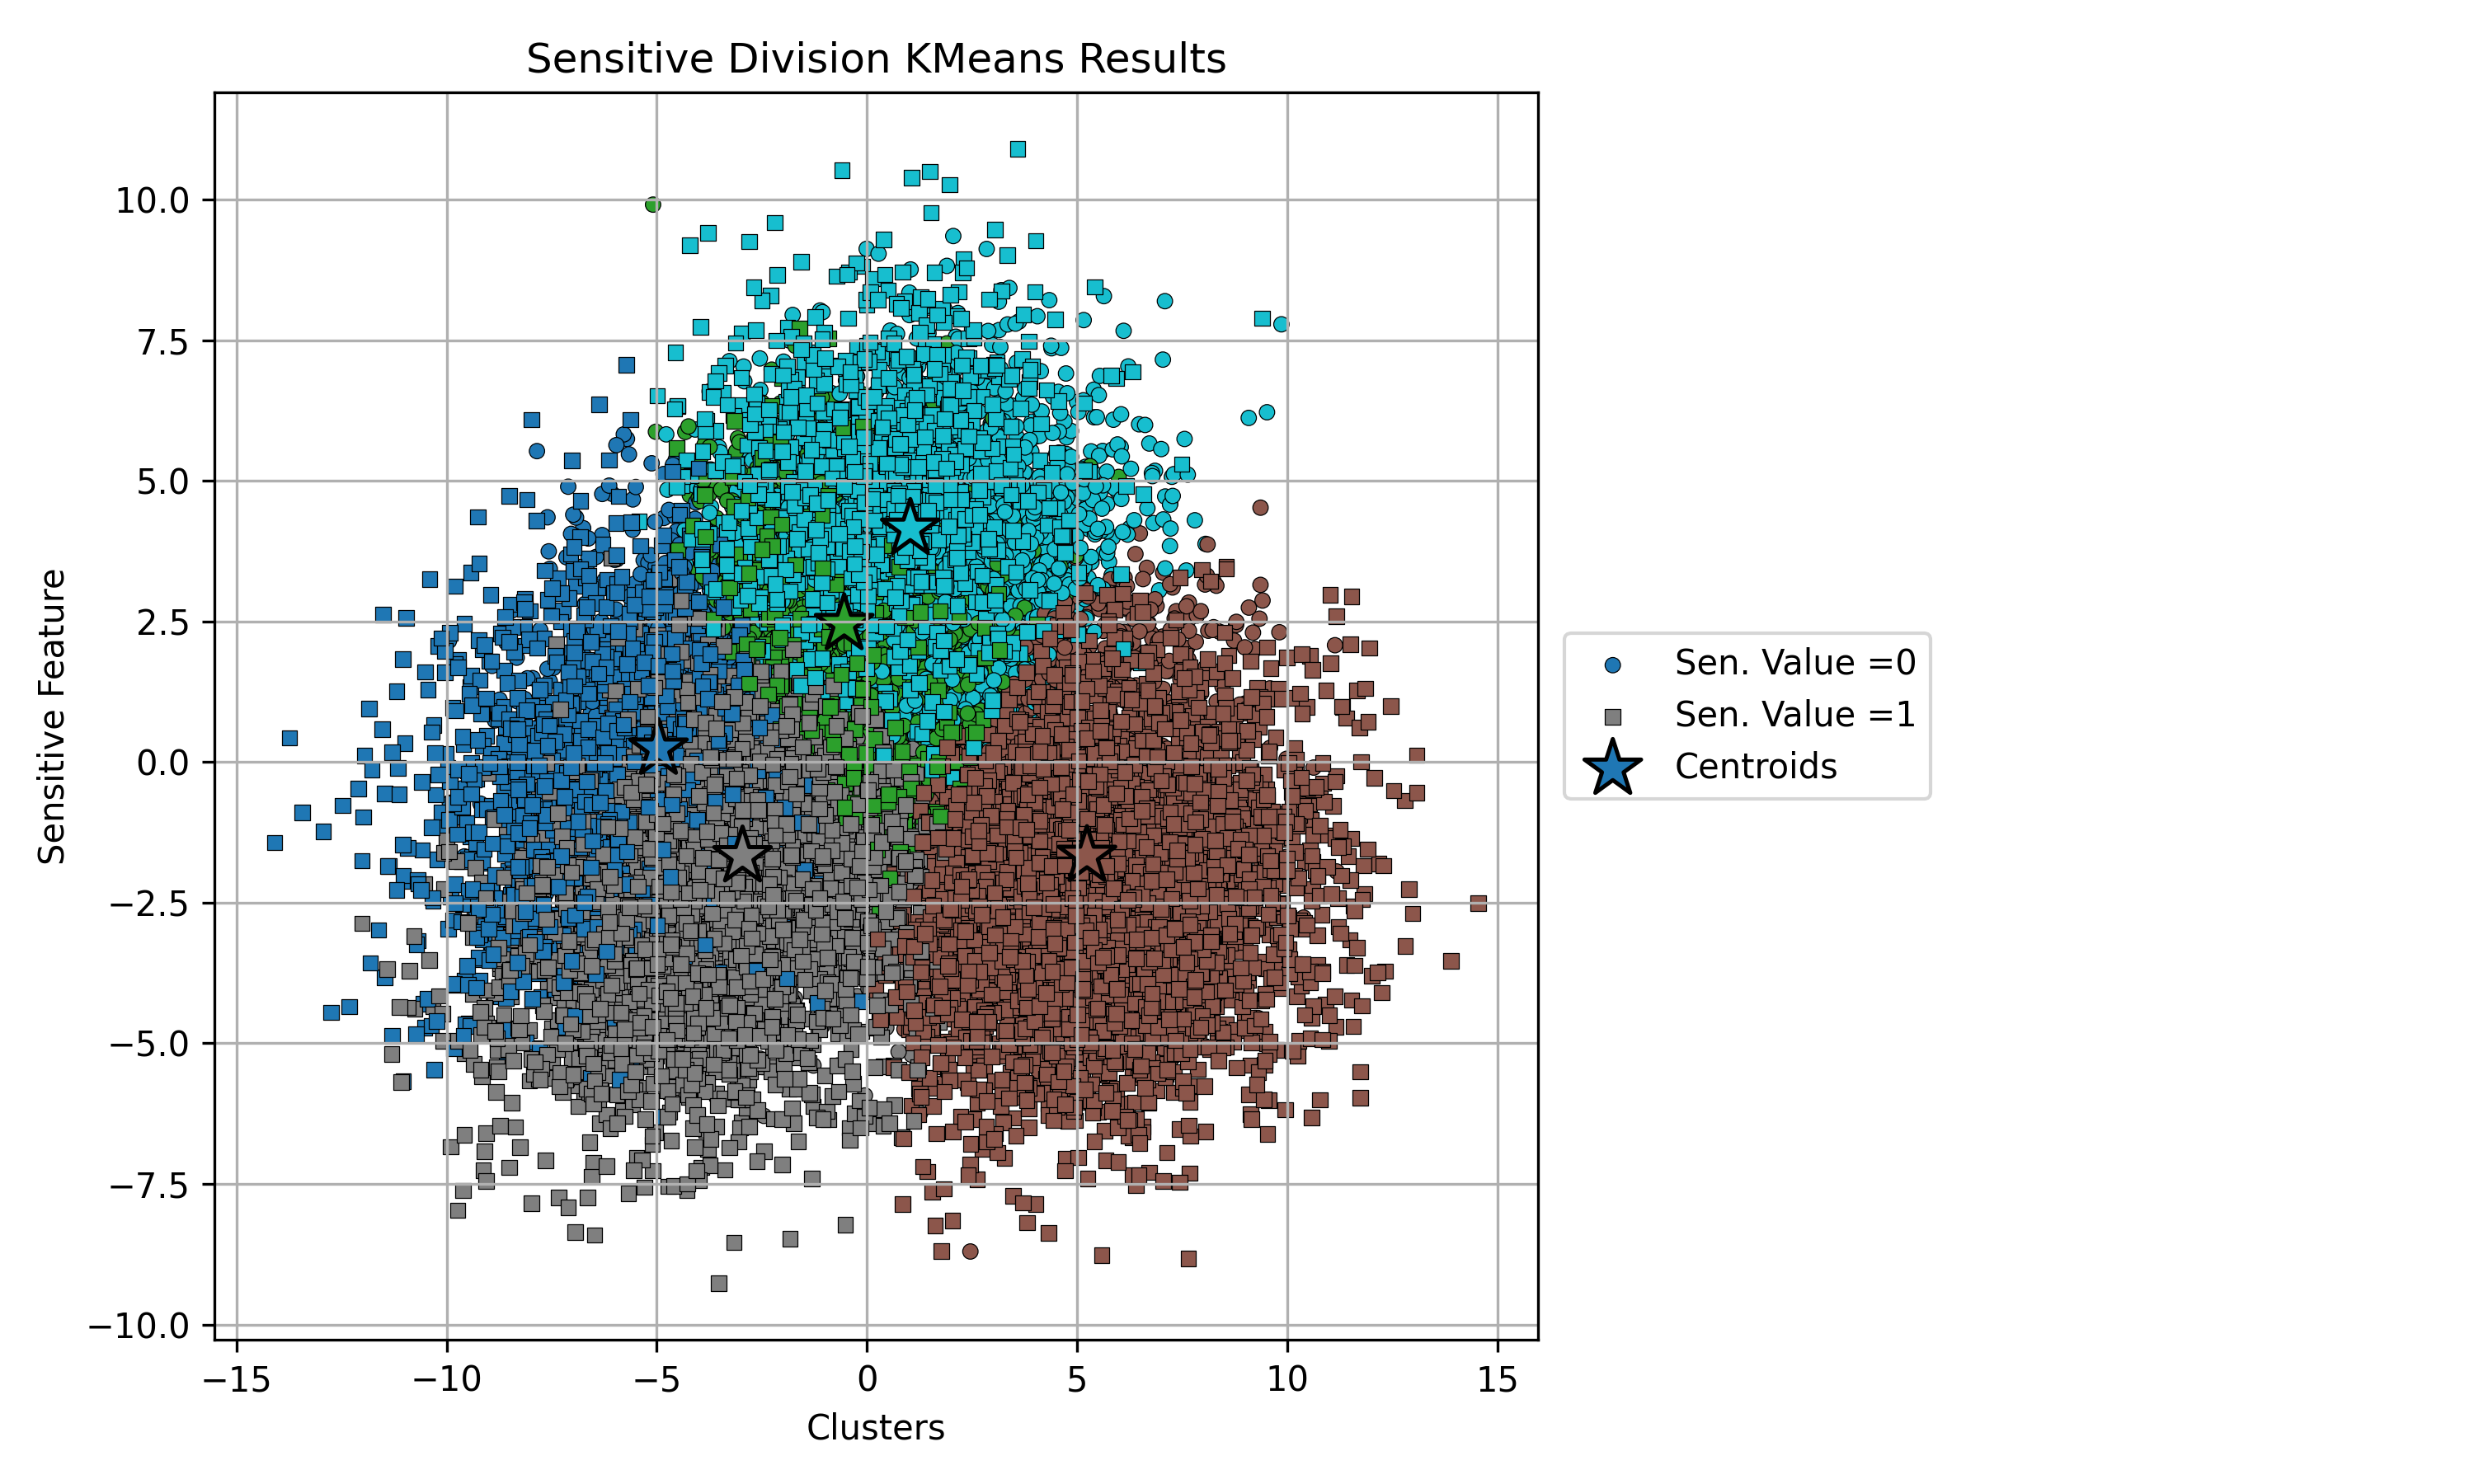 Sensitive Division KMeans Results
10.0
7.5
5.0
2.5
0.0
−2.5
−5.0
−7.5
−10.0
Sensitive Feature
−15
−10
−5
0
5
10
15
Clusters
Sen. Value =0
Sen. Value =1
Centroids